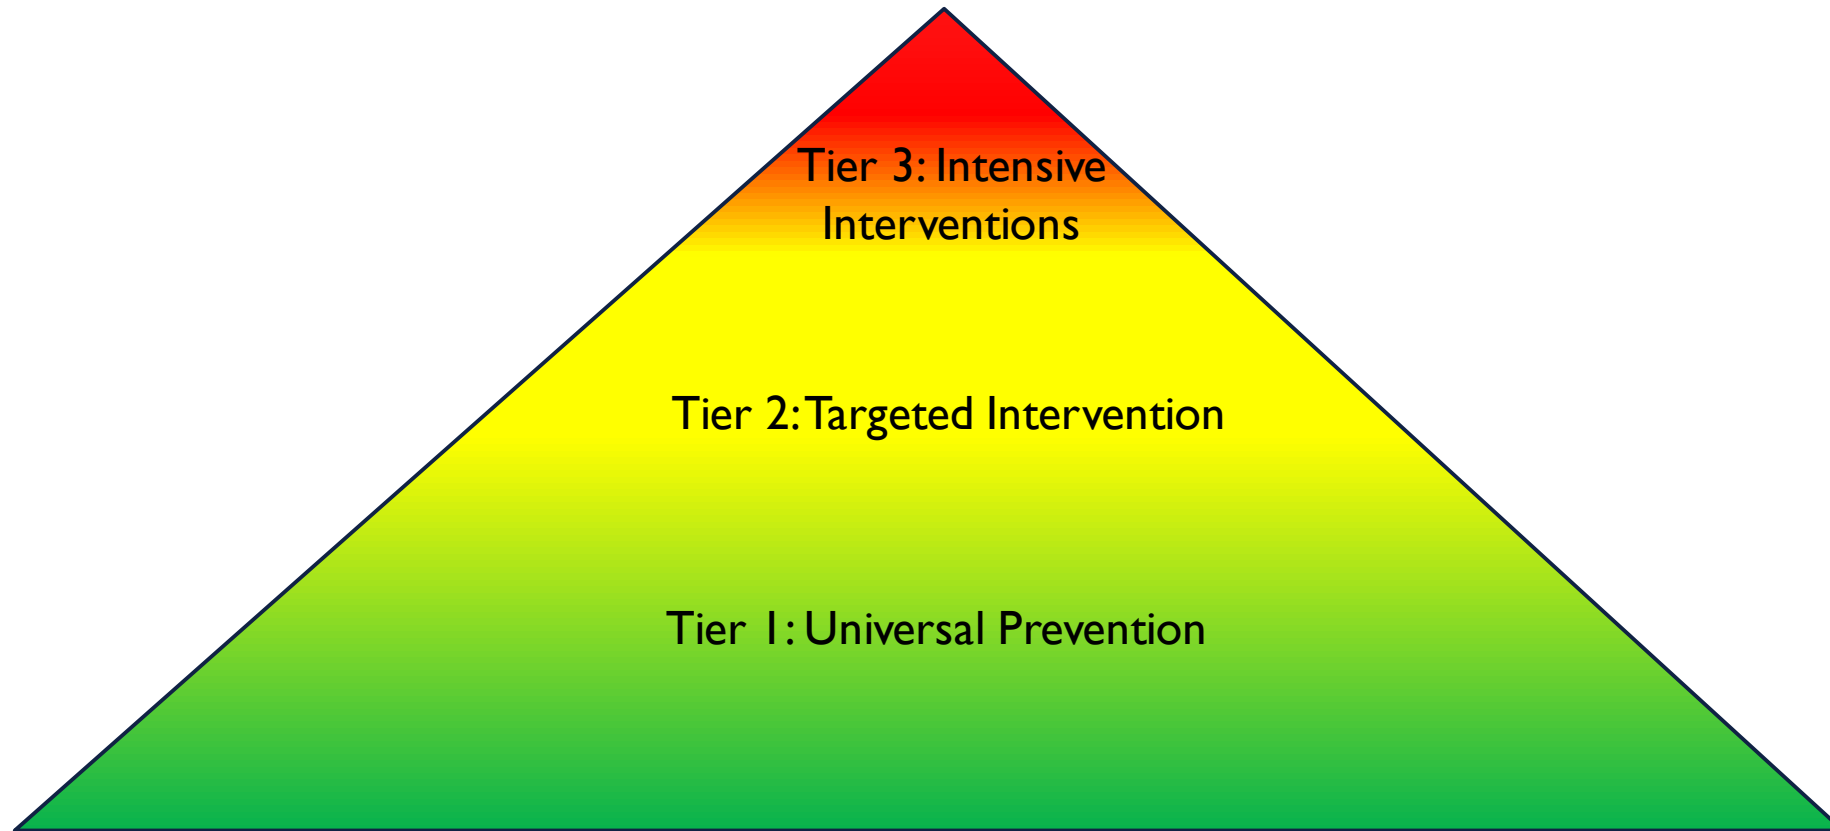 Tier 3: Intensive
Interventions
Tier 2: Targeted Intervention
Tier 1: Universal Prevention